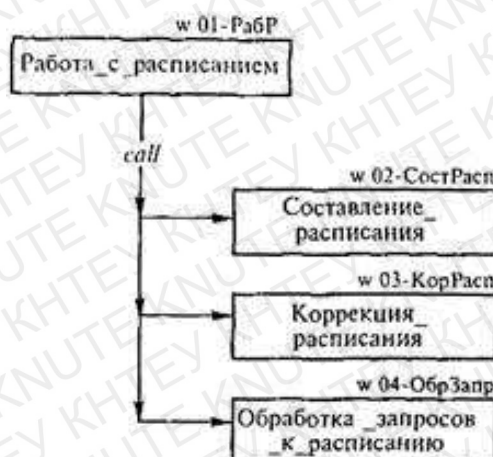 w 01-РабР
Работа_с_расписанием
call
w 02-СостРасп
Составление_
расписания
w 03-КорРасп
Коррекция_
расписания
w 04-ОбрЗапр
Обработка _запросов
_к_расписанию